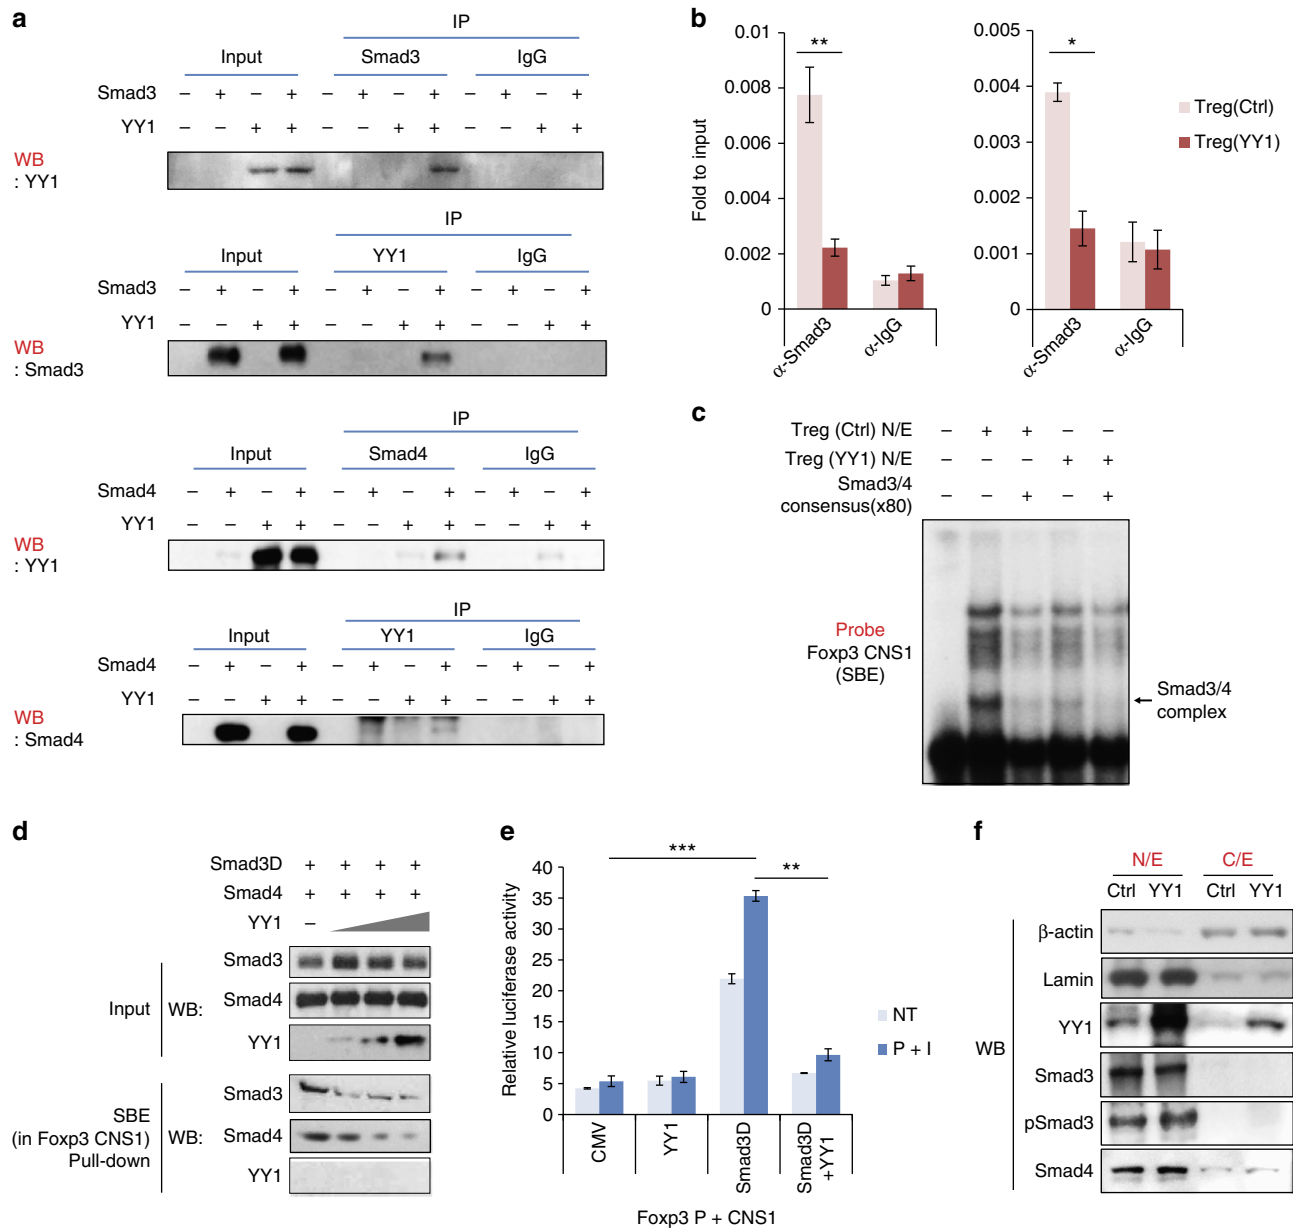 a
IP
Input Smad3 IgG
Smad3 – + – + – + – + – + – +
YY1 – – + + – – + + – – + +
WB
: YY1
IP
Input YY1 IgG
Smad3 – + – + – + – + – + – +
YY1 – – + + – – + + – – + +
WB
: Smad3
IP
Input Smad4 IgG
Smad4 – + – + – + – + – + – +
YY1 – – + + – – + + – – + +
WB
: YY1
IP
Input YY1 IgG
Smad4 – + – + – + – + – + – +
YY1 – – + + – – + + – – + +
WB
: Smad4
b
Fold to input
0.01
0.008
0.006
0.004
0.002
0
**
α-Smad3
α-IgG
0.005
0.004
0.003
0.002
0.001
0
*
α-Smad3
α-IgG
Treg(Ctrl)
Treg(YY1)
c
Treg (Ctrl) N/E – + + – –
Treg (YY1) N/E – – – + +
Smad3/4
consensus(x80) – – + – +
Probe
Foxp3 CNS1
(SBE)
Smad3/4
complex
d
Smad3D + + + +
Smad4 + + + +
YY1 –
Input
WB:
Smad3
Smad4
YY1
SBE
(in Foxp3 CNS1)
Pull-down
WB:
Smad3
Smad4
YY1
e
Relative luciferase activity
40
35
30
25
20
15
10
5
0
***
**
NT
P + I
CMV
YY1
Smad3D
Smad3D
+YY1
Foxp3 P + CNS1
f
N/E C/E
Ctrl YY1 Ctrl YY1
WB
β-actin
Lamin
YY1
Smad3
pSmad3
Smad4